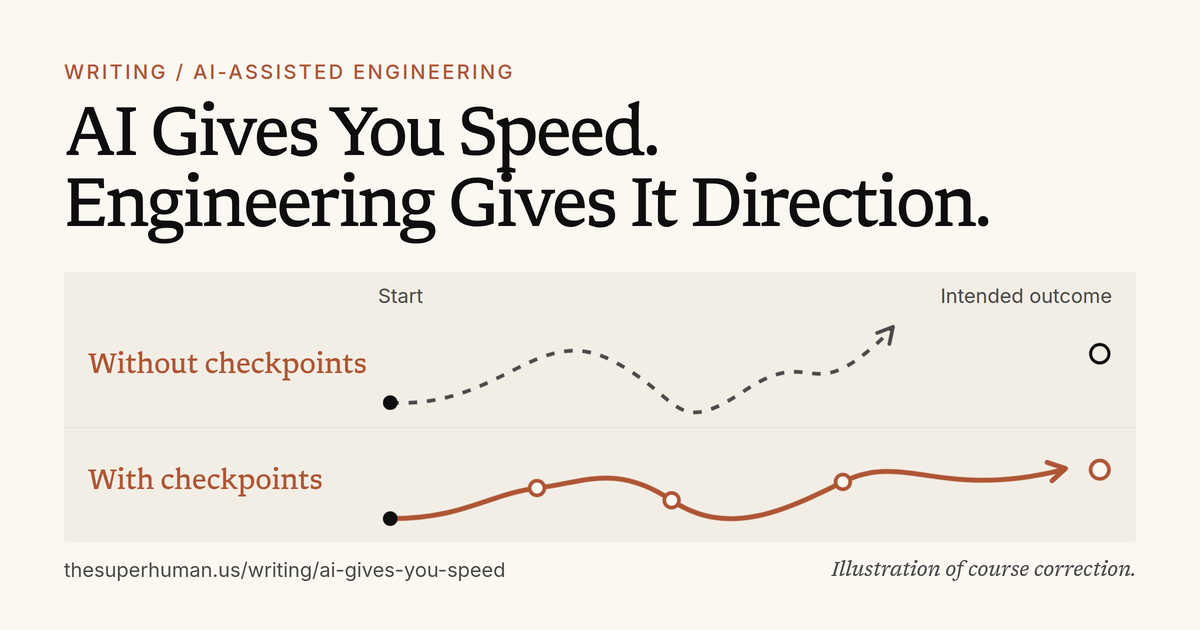 WRITING / AI-ASSISTED ENGINEERING
AI Gives You Speed.
Engineering Gives It Direction.
Start
Intended outcome
Without checkpoints
With checkpoints
thesuperhuman.us/writing/ai-gives-you-speed
Illustration of course correction.